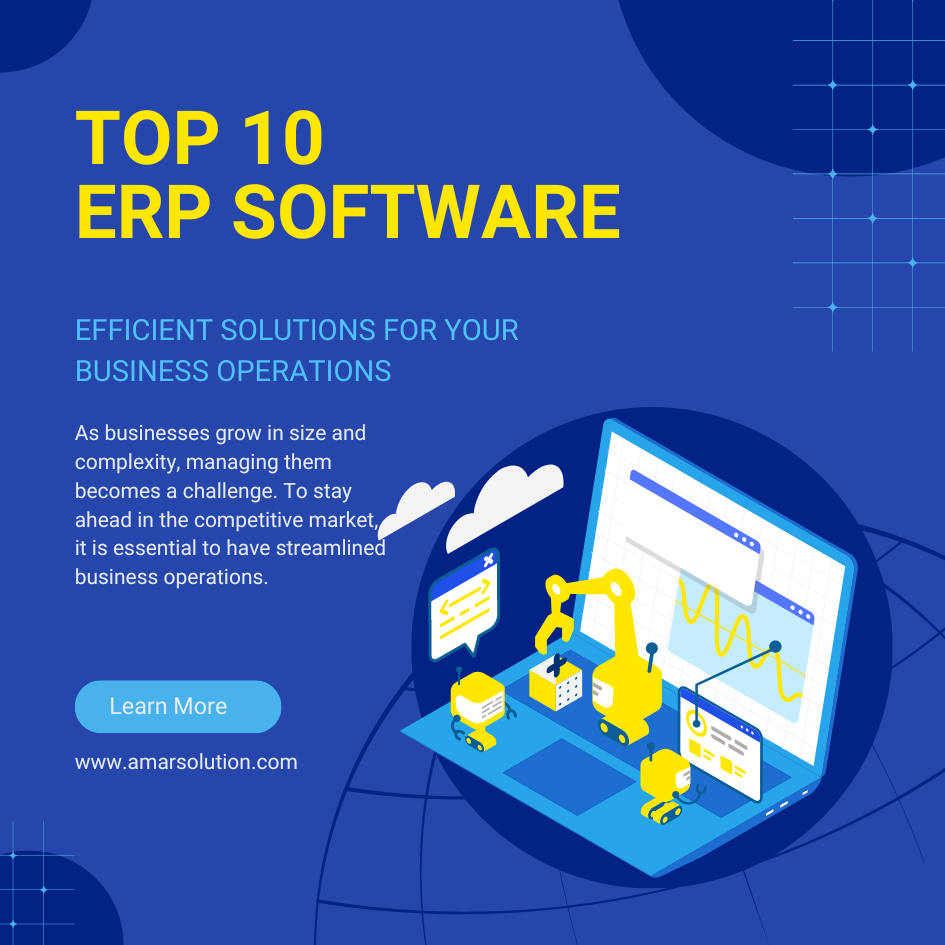 TOP 10
ERP SOFTWARE
EFFICIENT SOLUTIONS FOR YOUR
BUSINESS OPERATIONS
As businesses grow in size and
complexity, managing them
becomes a challenge. To stay
ahead in the competitive market,
it is essential to have streamlined
business operations.
Learn More
www.amarsolution.com